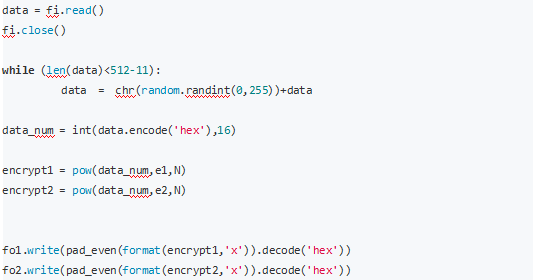 data = fi.read()
fi.close()
while (len(data)<512-11):
data  =  chr(random.randint(0,255))+data
data_num = int(data.encode('hex'),16)
encrypt1 = pow(data_num,e1,N)
encrypt2 = pow(data_num,e2,N)
fo1.write(pad_even(format(encrypt1,'x')).decode('hex'))
fo2.write(pad_even(format(encrypt2,'x')).decode('hex'))